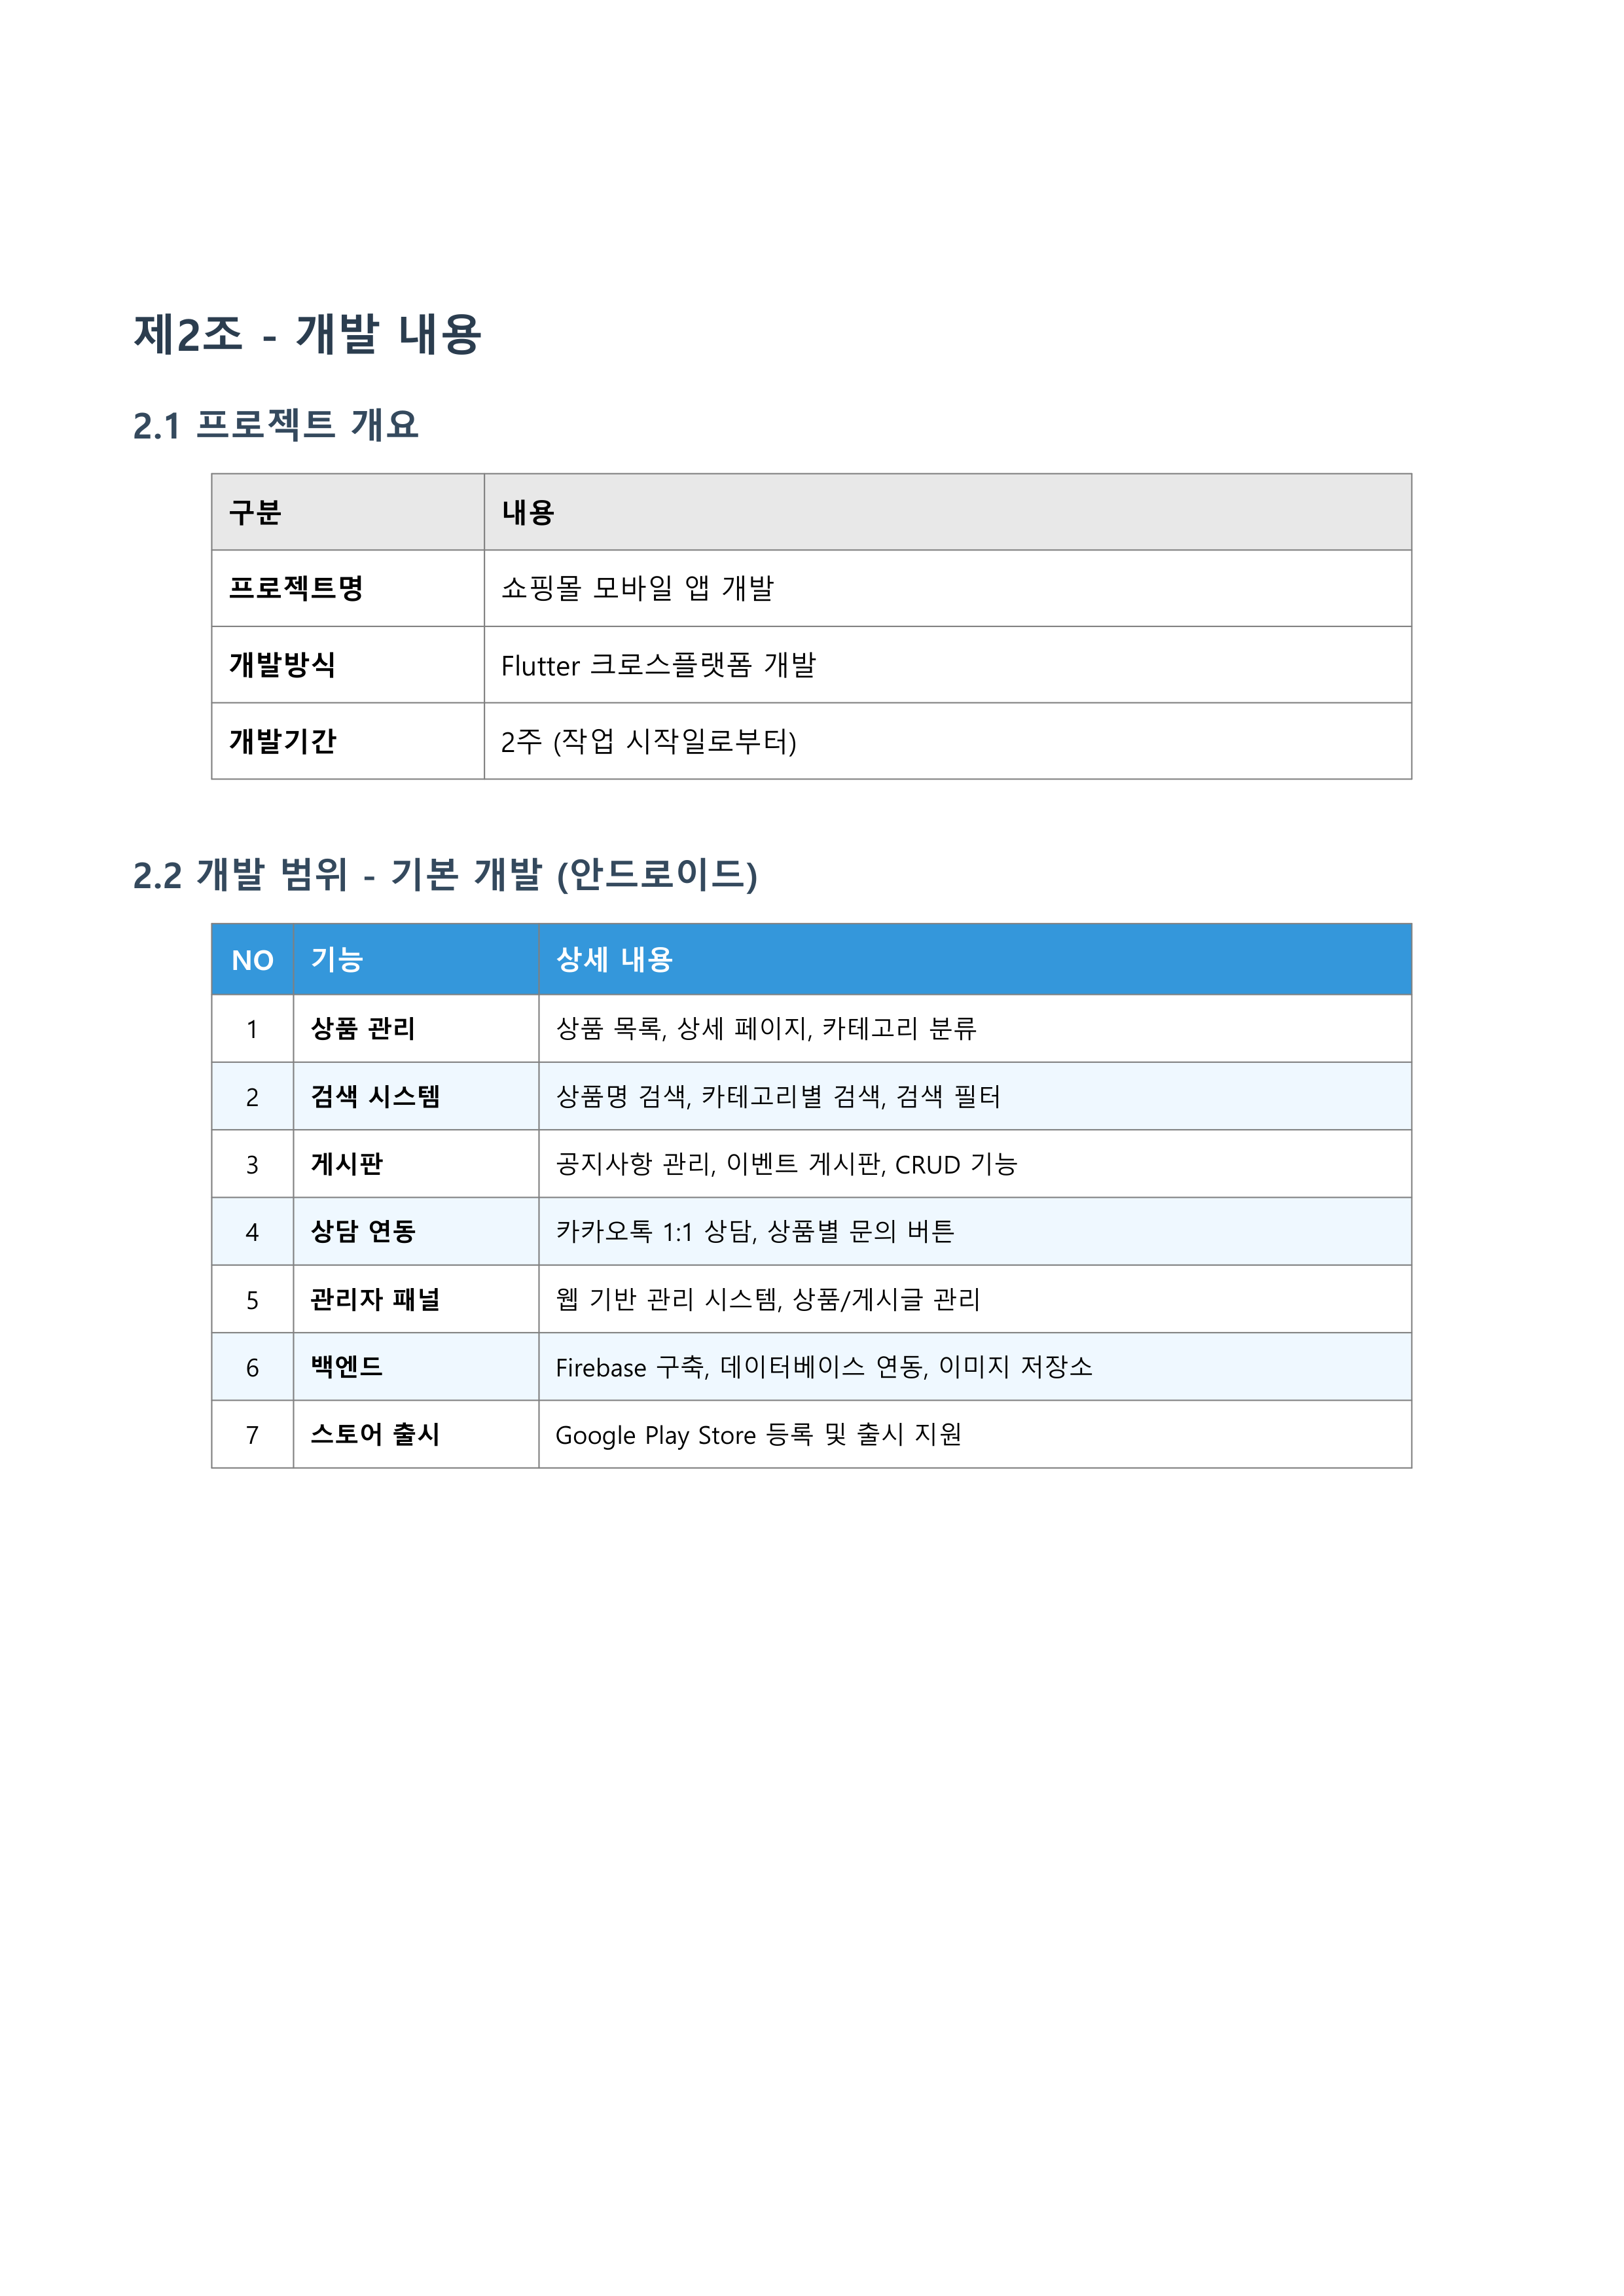 제2조 - 개발 내용
2.1 프로젝트 개요
구분 내용
프로젝트명 쇼핑몰 모바일 앱 개발
개발방식 Flutter 크로스플랫폼 개발
개발기간 2주 (작업 시작일로부터)
2.2 개발 범위 - 기본 개발 (안드로이드)
NO 기능 상세 내용
1 상품 관리 상품 목록, 상세 페이지, 카테고리 분류
2 검색 시스템 상품명 검색, 카테고리별 검색, 검색 필터
3 게시판 공지사항 관리, 이벤트 게시판, CRUD 기능
4 상담 연동 카카오톡 1:1 상담, 상품별 문의 버튼
5 관리자 패널 웹 기반 관리 시스템, 상품/게시글 관리
6 백엔드 Firebase 구축, 데이터베이스 연동, 이미지 저장소
7 스토어 출시 Google Play Store 등록 및 출시 지원